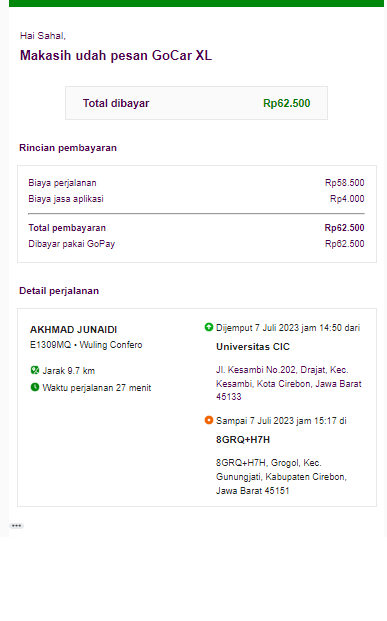 Hai Sahal,
Makasih udah pesan GoCar XL
Total dibayar Rp62.500
Rincian pembayaran
Biaya perjalanan Rp58.500
Biaya jasa aplikasi Rp4.000
Total pembayaran Rp62.500
Dibayar pakai GoPay Rp62.500
Detail perjalanan
AKHMAD JUNAIDI
E1309MQ • Wuling Confero
Jarak 9.7 km
Waktu perjalanan 27 menit
Dijemput 7 Juli 2023 jam 14:50 dari
Universitas CIC
Jl. Kesambi No.202, Drajat, Kec.
Kesambi, Kota Cirebon, Jawa Barat
45133
Sampai 7 Juli 2023 jam 15:17 di
8GRQ+H7H
8GRQ+H7H, Grogol, Kec.
Gunungjati, Kabupaten Cirebon,
Jawa Barat 45151